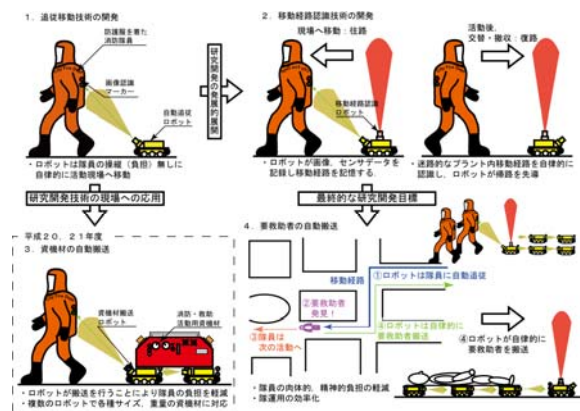 1．追従移動技術の開発
防護服を着た
消防隊員
画像認識
マーカー
自動追従
ロボット
・ロボットは隊員の操縦（負担）無しに
自律的に活動現場へ移動
研究開発の発展的展開
2．移動経路認識技術の開発
現場へ移動：往路
移動経路認識
ロボット
・ロボットが画像、センサデータを
記録し移動経路を記憶する.
活動後,
交替・撤収：復路
・迷路的なプラント内移動経路を自律的に
認識し、ロボットが帰路を先導
研究開発技術の現場への応用
最終的な研究開発目標
平成20，21年度
3．資機材の自動搬送
資機材搬送
ロボット
消防・救助
活動用資機材
・ロボットが搬送を行うことにより隊員の負担を軽減
・複数のロボットで各種サイズ，重量の資機材に対応
4．要救助者の自動搬送
移動経路
①ロボットは隊員に自動追従
②要救助者
発見！
③隊員は
次の活動へ
④ロボットは自律的に
要救助者を搬送
④ロボットが自律的に
要救助者を搬送
・隊員の肉体的，精神的負担の軽減
・隊運用の効率化